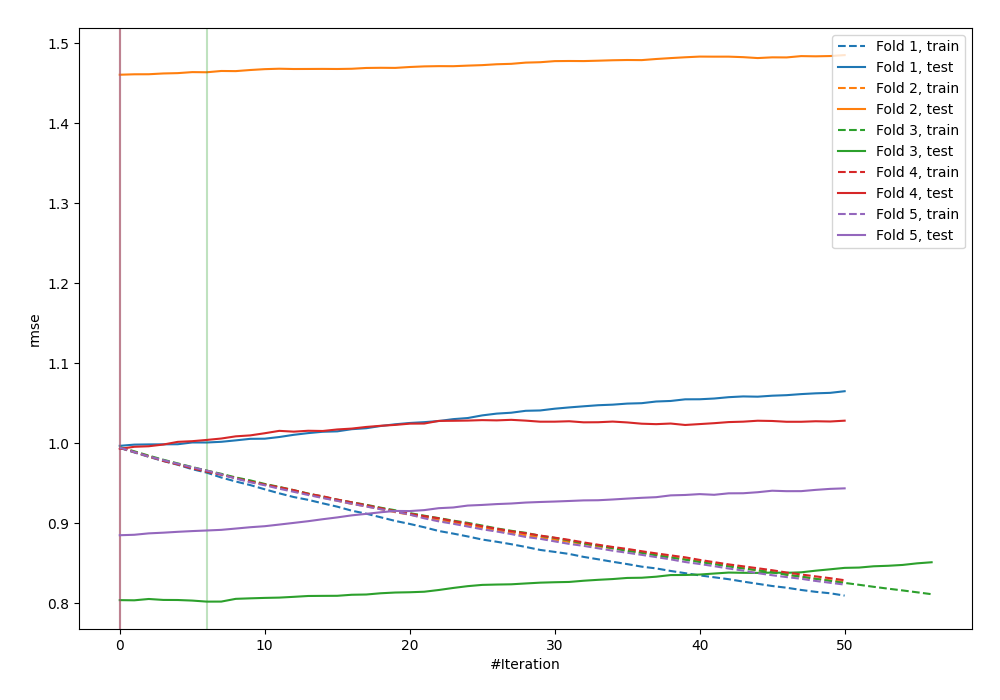 1.5
1.4
1.3
1.2
1.1
1.0
0.9
0.8
rmse
0
10
20
30
40
50
#Iteration
Fold 1, train
Fold 1, test
Fold 2, train
Fold 2, test
Fold 3, train
Fold 3, test
Fold 4, train
Fold 4, test
Fold 5, train
Fold 5, test